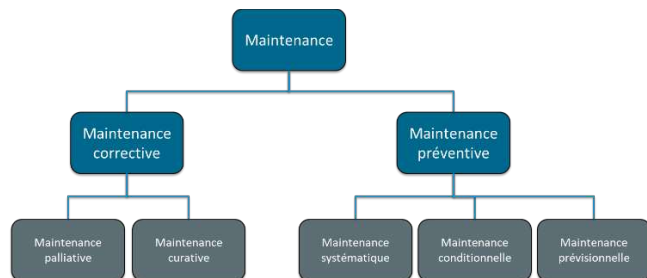 Maintenance
Maintenance
corrective
Maintenance
préventive
Maintenance
palliative
Maintenance
curative
Maintenance
systématique
Maintenance
conditionnelle
Maintenance
prévisionnelle